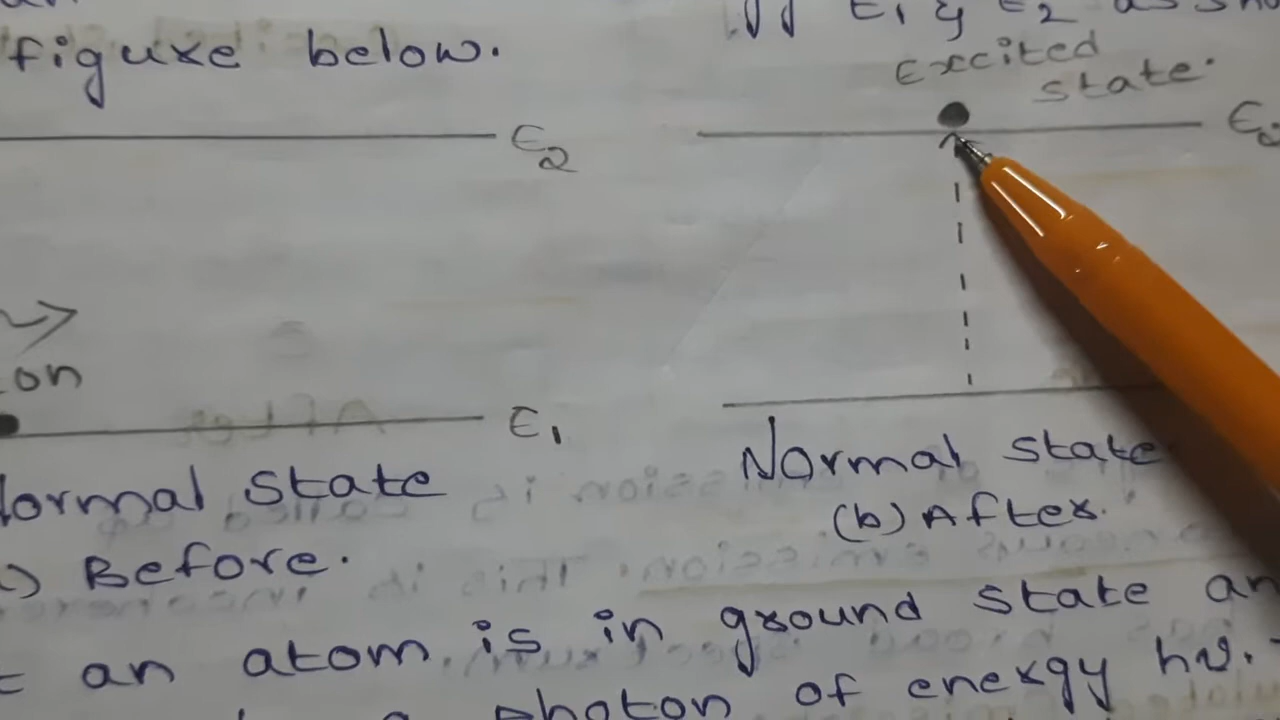 figure below.
E1 & E2 as sho
Excited
state.
E2
E2
on
E1
Normal state
Normal state
(b) After.
Before.
an atom is in ground state an
photon of energy hν.